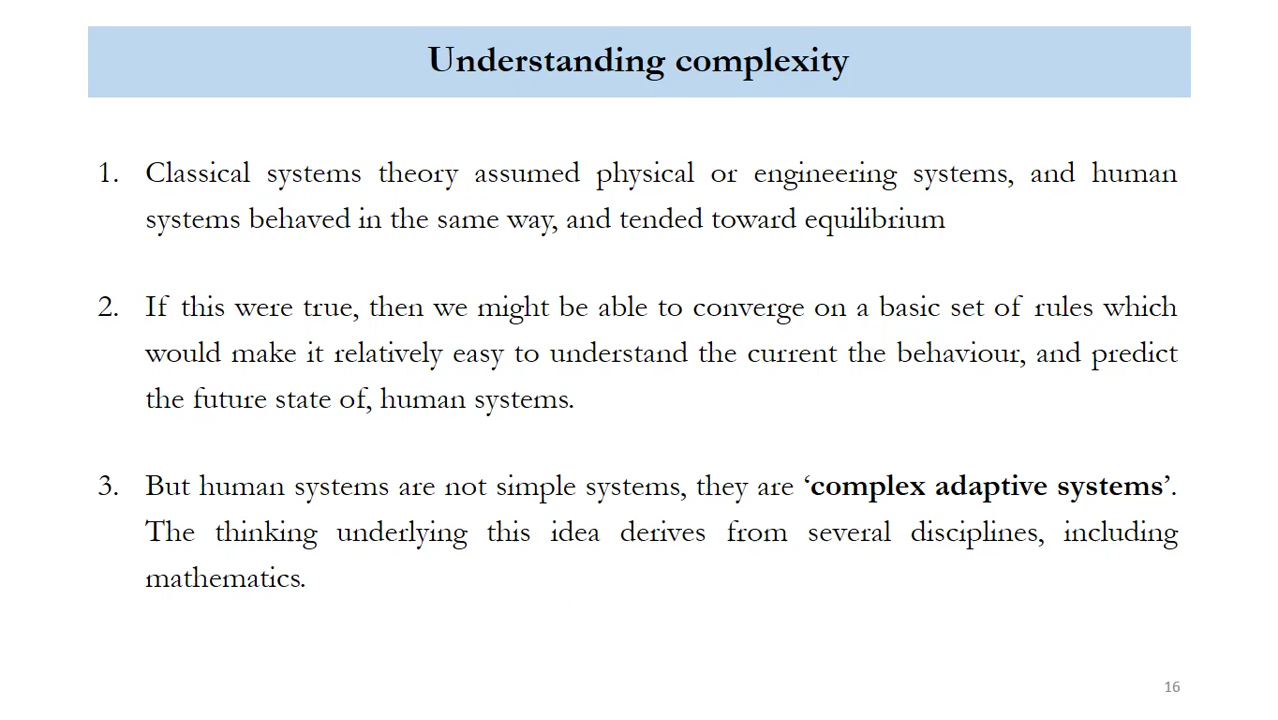 Understanding complexity
1. Classical systems theory assumed physical or engineering systems, and human
systems behaved in the same way, and tended toward equilibrium
2. If this were true, then we might be able to converge on a basic set of rules which
would make it relatively easy to understand the current the behaviour, and predict
the future state of, human systems.
3. But human systems are not simple systems, they are ‘complex adaptive systems’.
The thinking underlying this idea derives from several disciplines, including
mathematics.
16